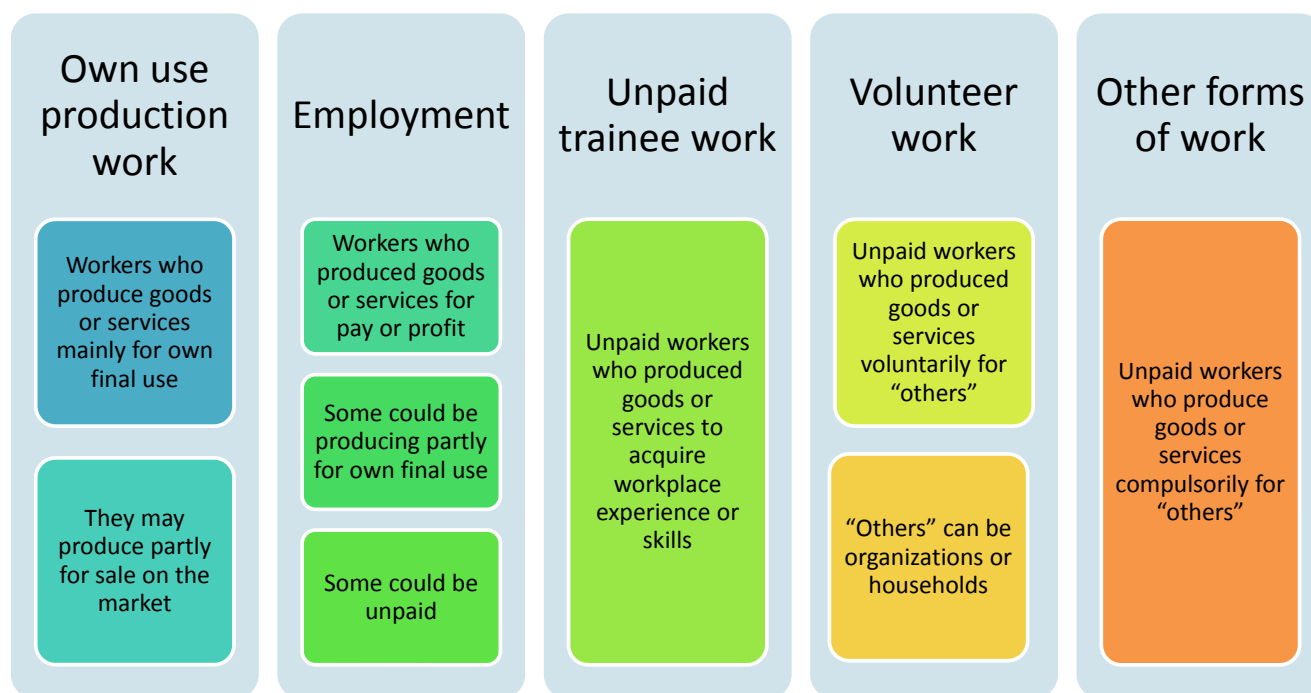 Own use
production
work
Workers who
produce goods
or services
mainly for own
final use
They may
produce partly
for sale on the
market
Employment
Workers who
produced goods
or services for
pay or profit
Some could be
producing partly
for own final use
Some could be
unpaid
Unpaid
trainee work
Unpaid workers
who produced
goods or
services to
acquire
workplace
experience or
skills
Volunteer
work
Unpaid workers
who produced
goods or
services
voluntarily for
“others”
“Others” can be
organizations or
households
Other forms
of work
Unpaid workers
who produce
goods or
services
compulsorily for
“others”